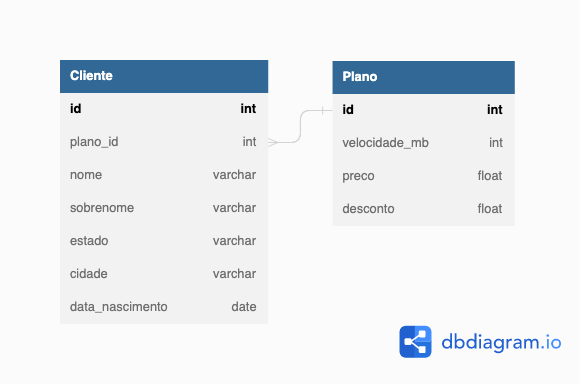 Cliente
id int
plano_id int
nome varchar
sobrenome varchar
estado varchar
cidade varchar
data_nascimento date
Plano
id int
velocidade_mb int
preco float
desconto float
dbdiagram.io